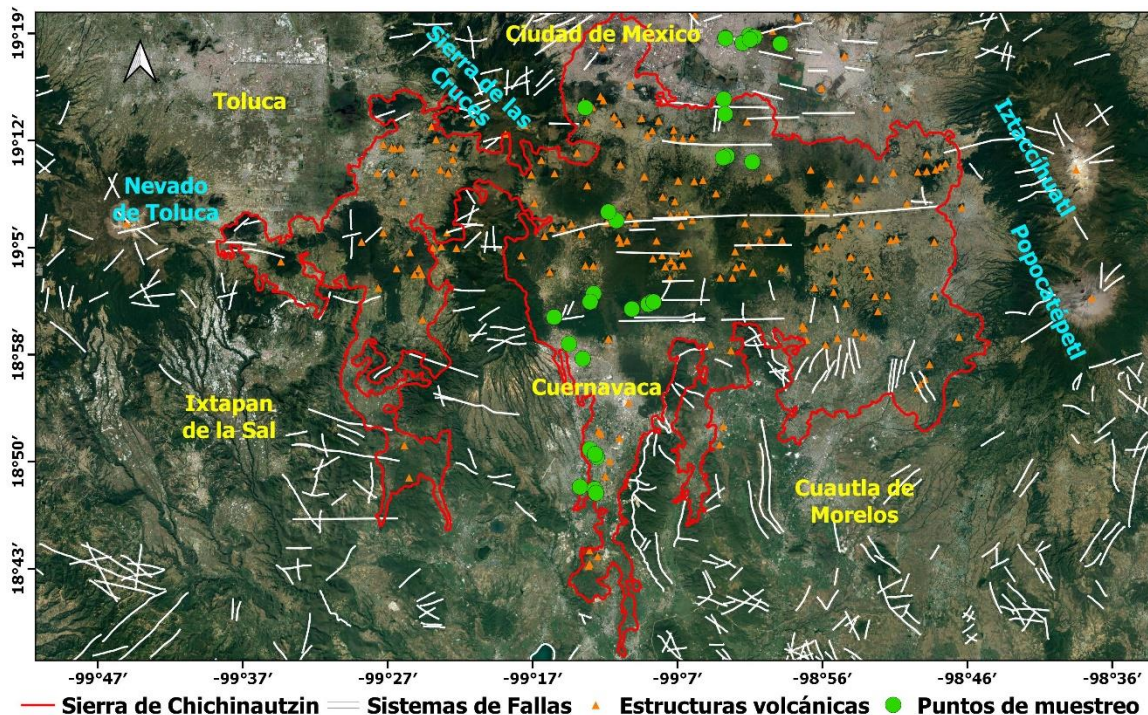 19°19′
19°12′
19°5′
18°58′
18°50′
18°43′
Ciudad de México
Sierra de las
Cruces
Toluca
Iztaccihuatl
Nevado
de Toluca
Popocatépetl
Cuernavaca
Ixtapan
de la Sal
Cuautla de
Morelos
-99°47′ -99°37′ -99°27′ -99°17′ -99°7′ -98°56′ -98°46′ -98°36′
Sierra de Chichinautzin Sistemas de Fallas Estructuras volcánicas Puntos de muestreo